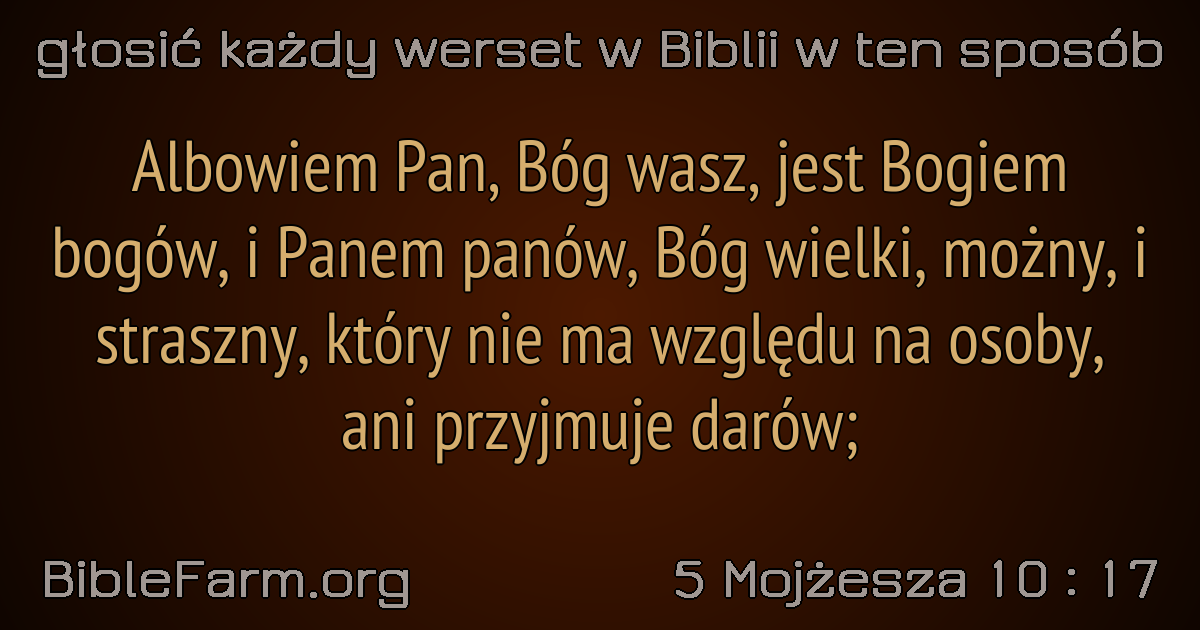 głosić każdy werset w Biblii w ten sposób
Albowiem Pan, Bóg wasz, jest Bogiem
bogów, i Panem panów, Bóg wielki, możny, i
straszny, który nie ma względu na osoby,
ani przyjmuje darów;
BibleFarm.org
5 Mojżesza 10 : 17